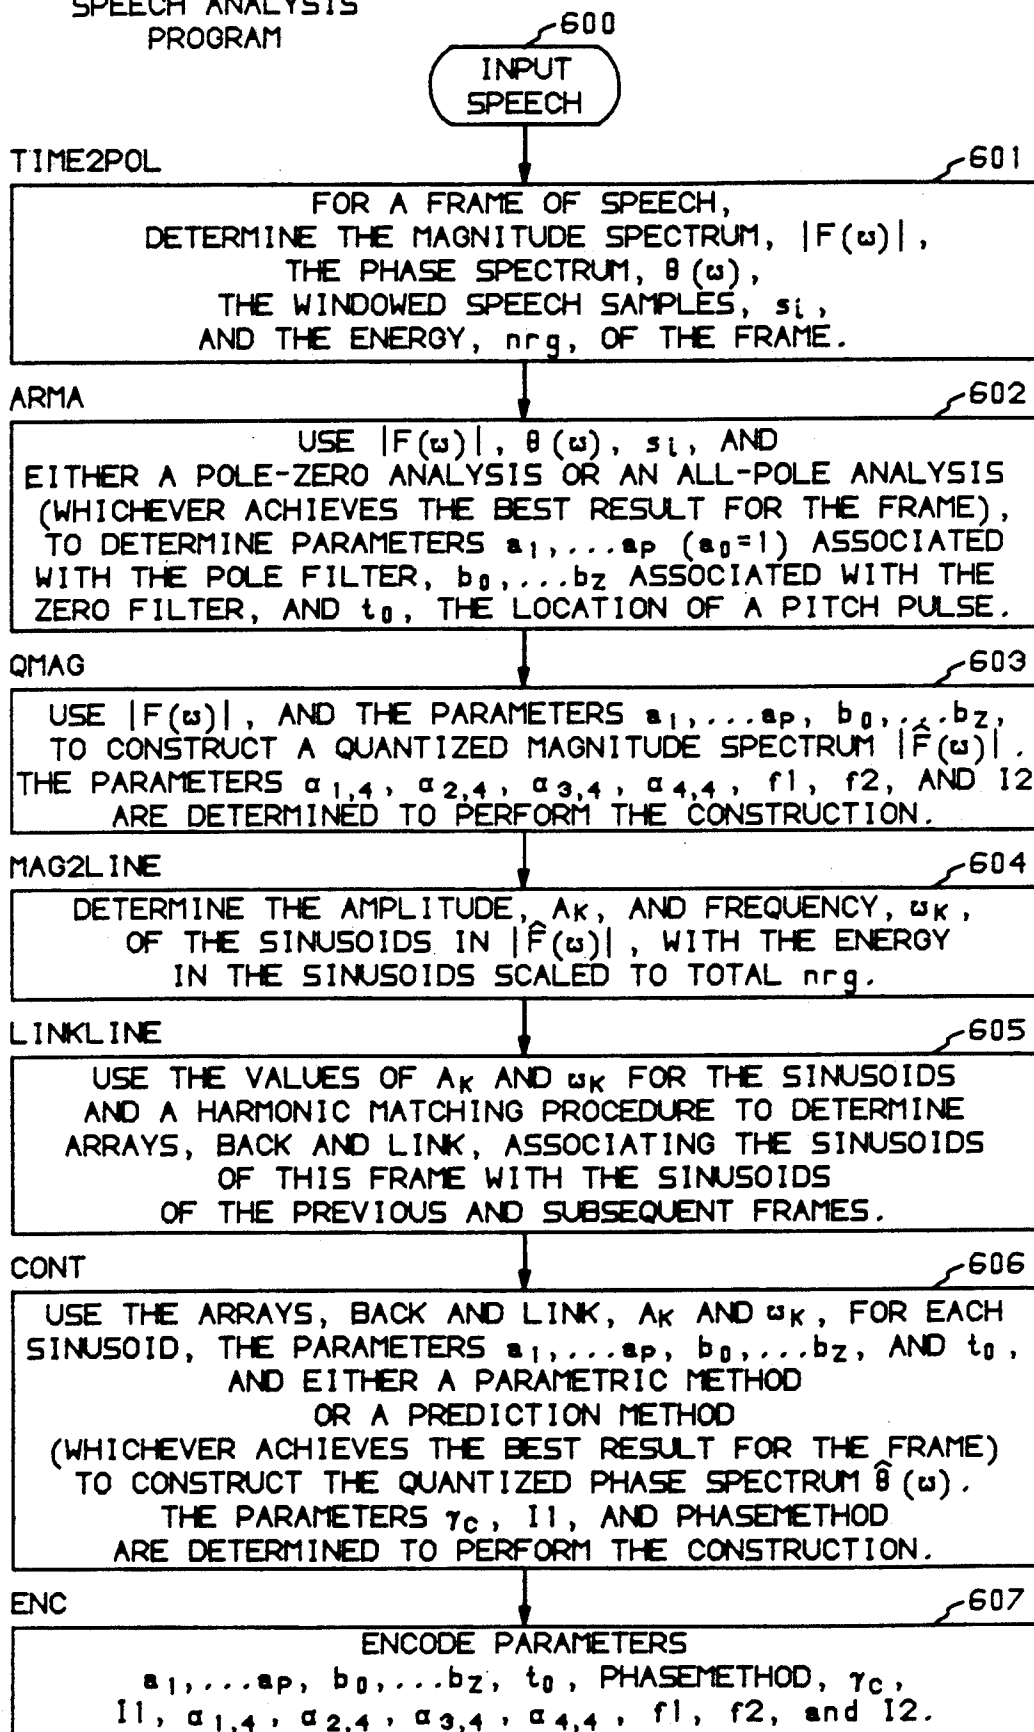 SPEECH ANALYSIS
PROGRAM
600
INPUT
SPEECH
TIME2POL
601
FOR A FRAME OF SPEECH,
DETERMINE THE MAGNITUDE SPECTRUM, |F(ω)|,
THE PHASE SPECTRUM, θ(ω),
THE WINDOWED SPEECH SAMPLES, sᵢ,
AND THE ENERGY, nrg, OF THE FRAME.
ARMA
602
USE |F(ω)|, θ(ω), sᵢ, AND
EITHER A POLE-ZERO ANALYSIS OR AN ALL-POLE ANALYSIS
(WHICHEVER ACHIEVES THE BEST RESULT FOR THE FRAME),
TO DETERMINE PARAMETERS a₁,...aP (a₀=1) ASSOCIATED
WITH THE POLE FILTER, b₀,...bZ ASSOCIATED WITH THE
ZERO FILTER, AND t₀, THE LOCATION OF A PITCH PULSE.
QMAG
603
USE |F(ω)|, AND THE PARAMETERS a₁,...aP, b₀,...bZ,
TO CONSTRUCT A QUANTIZED MAGNITUDE SPECTRUM |F̂(ω)|.
THE PARAMETERS α1,4, α2,4, α3,4, α4,4, f1, f2, AND I2
ARE DETERMINED TO PERFORM THE CONSTRUCTION.
MAG2LINE
604
DETERMINE THE AMPLITUDE, AK, AND FREQUENCY, ωK,
OF THE SINUSOIDS IN |F̂(ω)|, WITH THE ENERGY
IN THE SINUSOIDS SCALED TO TOTAL nrg.
LINKLINE
605
USE THE VALUES OF AK AND ωK FOR THE SINUSOIDS
AND A HARMONIC MATCHING PROCEDURE TO DETERMINE
ARRAYS, BACK AND LINK, ASSOCIATING THE SINUSOIDS
OF THIS FRAME WITH THE SINUSOIDS
OF THE PREVIOUS AND SUBSEQUENT FRAMES.
CONT
606
USE THE ARRAYS, BACK AND LINK, AK AND ωK, FOR EACH
SINUSOID, THE PARAMETERS a₁,...aP, b₀,...bZ, AND t₀,
AND EITHER A PARAMETRIC METHOD
OR A PREDICTION METHOD
(WHICHEVER ACHIEVES THE BEST RESULT FOR THE FRAME)
TO CONSTRUCT THE QUANTIZED PHASE SPECTRUM θ̂(ω).
THE PARAMETERS γC, I1, AND PHASEMETHOD
ARE DETERMINED TO PERFORM THE CONSTRUCTION.
ENC
607
ENCODE PARAMETERS
a₁,...aP, b₀,...bZ, t₀, PHASEMETHOD, γC,
I1, α1,4, α2,4, α3,4, α4,4, f1, f2, and I2.